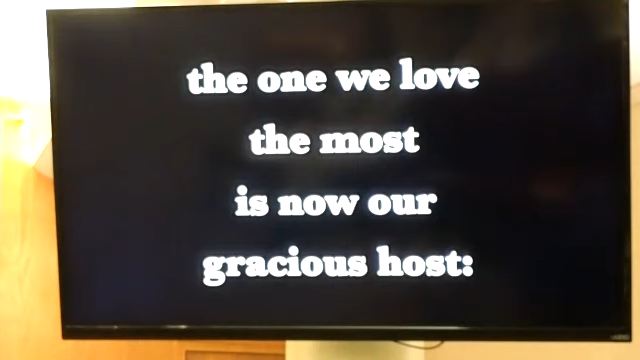 the one we love
the most
is now our
gracious host: